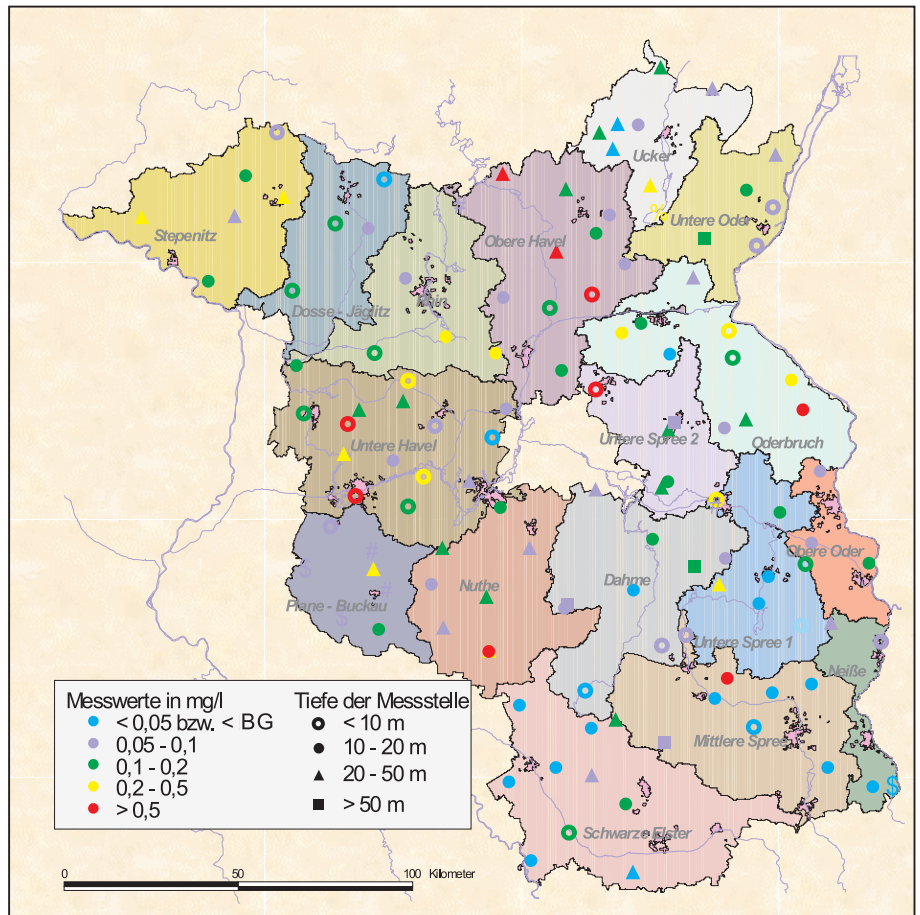 Ucker
Untere Oder
Stepenitz
Obere Havel
Dosse - Jäglitz
Rhin
Untere Havel
Untere Spree 2
Oderbruch
Obere Oder
Plane - Buckau
Nuthe
Dahme
Untere Spree 1
Neiße
Mittlere Spree
Schwarze Elster
Messwerte in mg/l
< 0,05 bzw. < BG
0,05 - 0,1
0,1 - 0,2
0,2 - 0,5
> 0,5
Tiefe der Messstelle
< 10 m
10 - 20 m
20 - 50 m
> 50 m
0 50 100 Kilometer